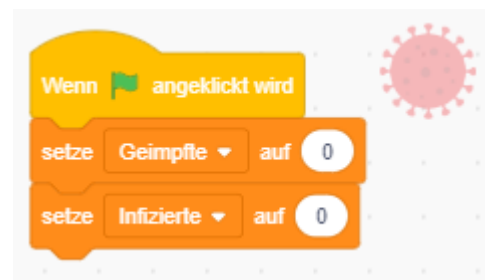 Wenn angeklickt wird
setze Geimpfte auf 0
setze Infizierte auf 0